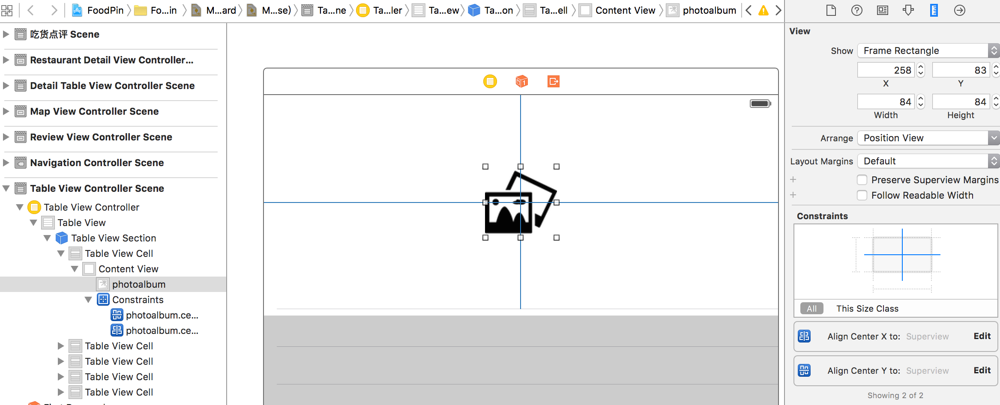 FoodPin Fo...in M...ard M...se) Ta...ne Ta...ler Ta...ew Ta...on Ta...ell Content View photoalbum
吃货点评 Scene
Restaurant Detail View Controller...
Detail Table View Controller Scene
Map View Controller Scene
Review View Controller Scene
Navigation Controller Scene
Table View Controller Scene
Table View Controller
Table View
Table View Section
Table View Cell
Content View
photoalbum
Constraints
photoalbum.ce...
photoalbum.ce...
Table View Cell
Table View Cell
Table View Cell
Table View Cell
1
View
Show Frame Rectangle
258 83
X Y
84 84
Width Height
Arrange Position View
Layout Margins Default
Preserve Superview Margins
Follow Readable Width
Constraints
All This Size Class
Align Center X to: Superview Edit
Align Center Y to: Superview Edit
Showing 2 of 2